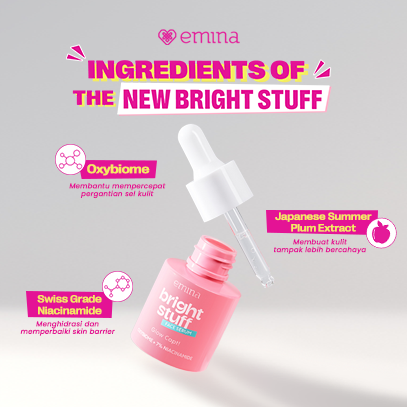 emina
INGREDIENTS OF
THE NEW BRIGHT STUFF
Oxybiome
Membantu mempercepat
pergantian sel kulit
Japanese Summer
Plum Extract
Membuat kulit
tampak lebih bercahaya
Swiss Grade
Niacinamide
Menghidrasi dan
memperbaiki skin barrier
emina
bright
stuff